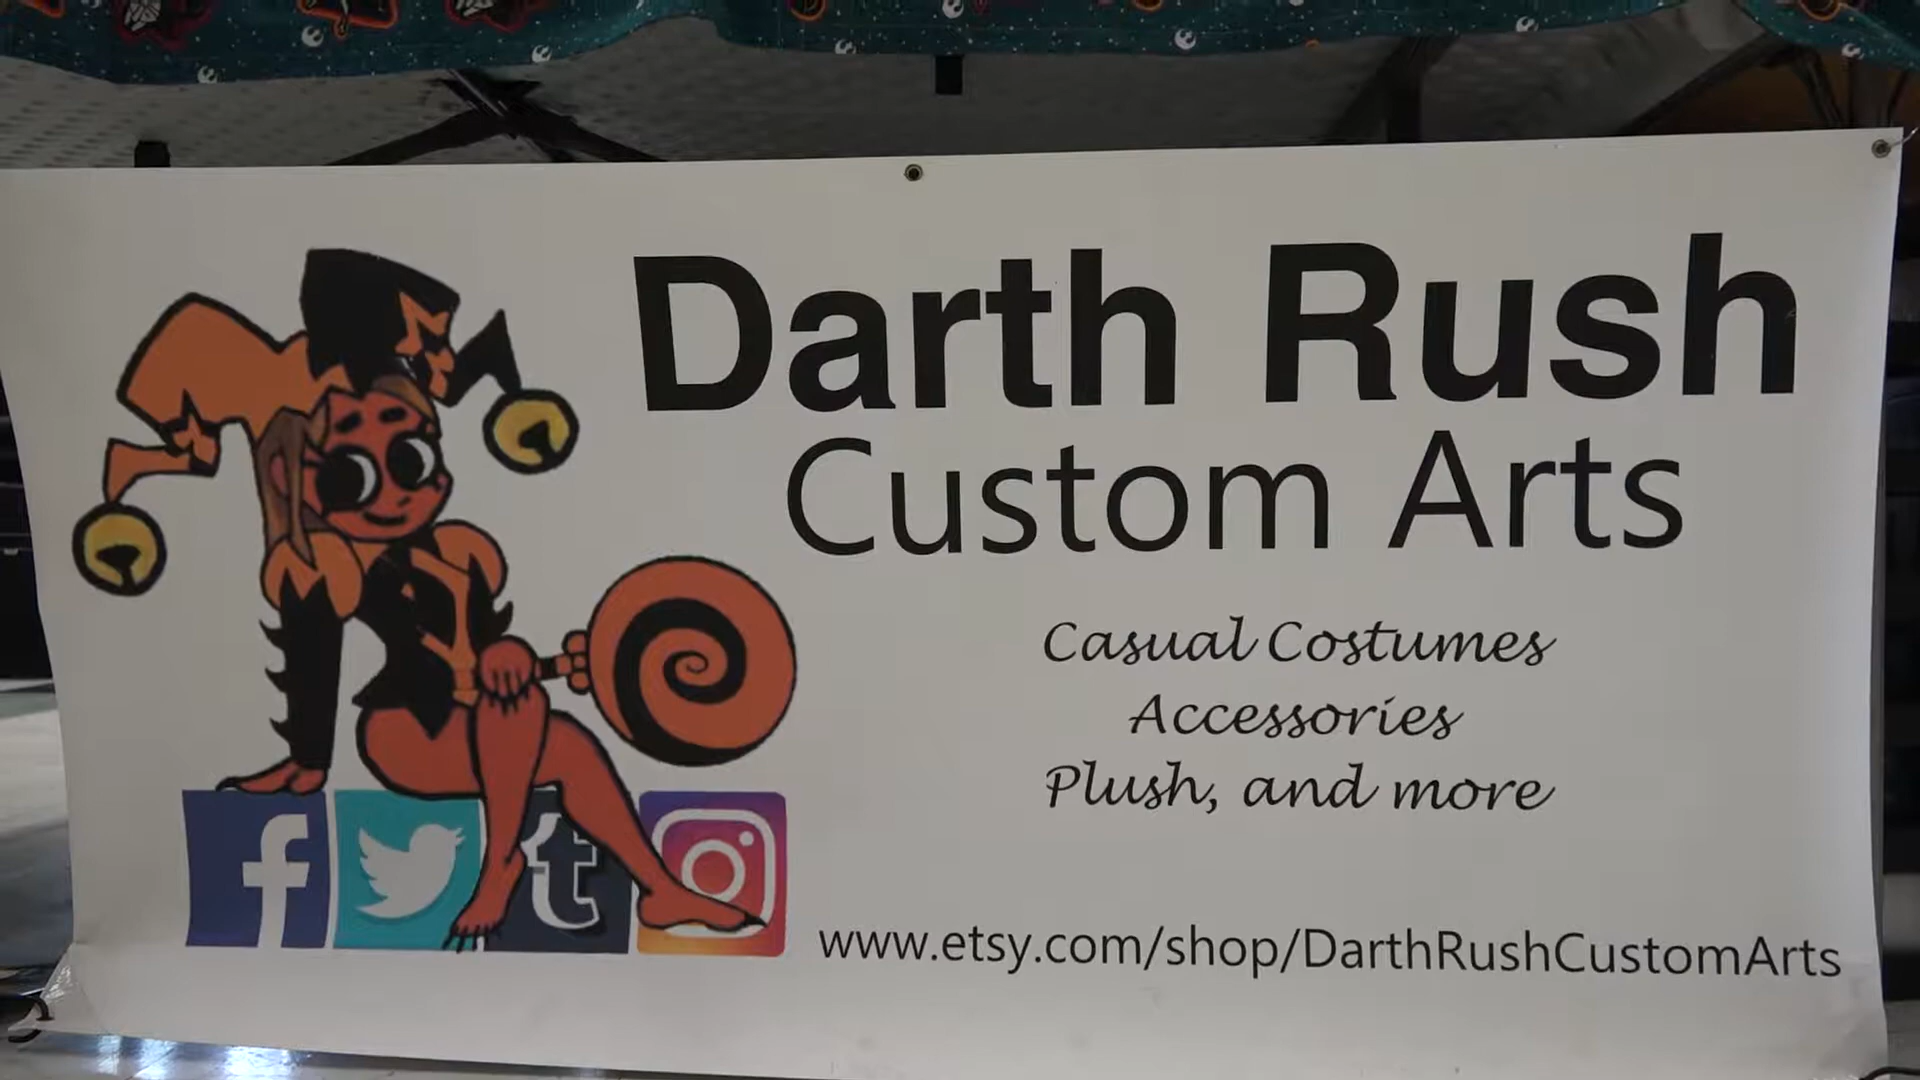 Darth Rush
Custom Arts
Casual Costumes
Accessories
Plush, and more
f
t
www.etsy.com/shop/DarthRushCustomArts